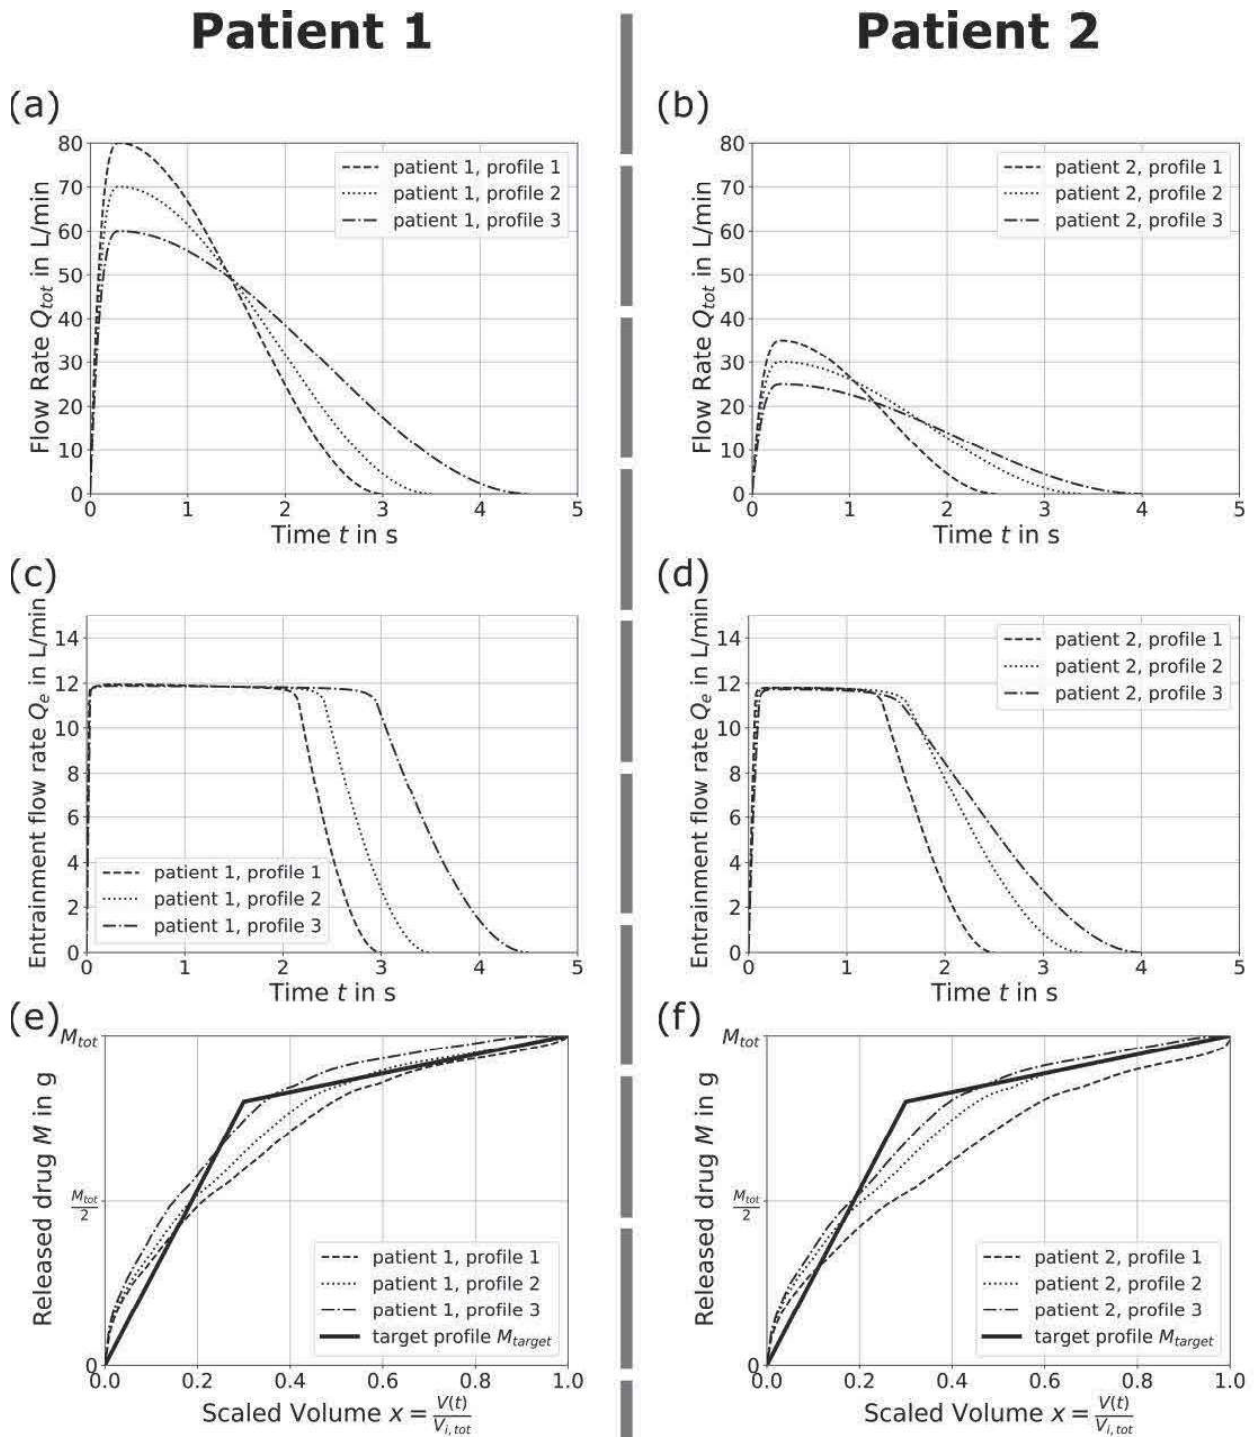 Patient 1
Patient 2
(a)
80
70
60
50
40
30
20
10
0
Flow Rate Q_tot in L/min
patient 1, profile 1
patient 1, profile 2
patient 1, profile 3
0 1 2 3 4 5
Time t in s
(b)
80
70
60
50
40
30
20
10
0
Flow Rate Q_tot in L/min
patient 2, profile 1
patient 2, profile 2
patient 2, profile 3
0 1 2 3 4 5
Time t in s
(c)
14
12
10
8
6
4
2
0
Entrainment flow rate Q_e in L/min
patient 1, profile 1
patient 1, profile 2
patient 1, profile 3
0 1 2 3 4 5
Time t in s
(d)
14
12
10
8
6
4
2
0
Entrainment flow rate Q_e in L/min
patient 2, profile 1
patient 2, profile 2
patient 2, profile 3
0 1 2 3 4 5
Time t in s
(e)
M_tot
M_tot/2
0
Released drug M in g
patient 1, profile 1
patient 1, profile 2
patient 1, profile 3
target profile M_target
0.0 0.2 0.4 0.6 0.8 1.0
Scaled Volume x = V(t)/V_i,tot
(f)
M_tot
M_tot/2
0
Released drug M in g
patient 2, profile 1
patient 2, profile 2
patient 2, profile 3
target profile M_target
0.0 0.2 0.4 0.6 0.8 1.0
Scaled Volume x = V(t)/V_i,tot